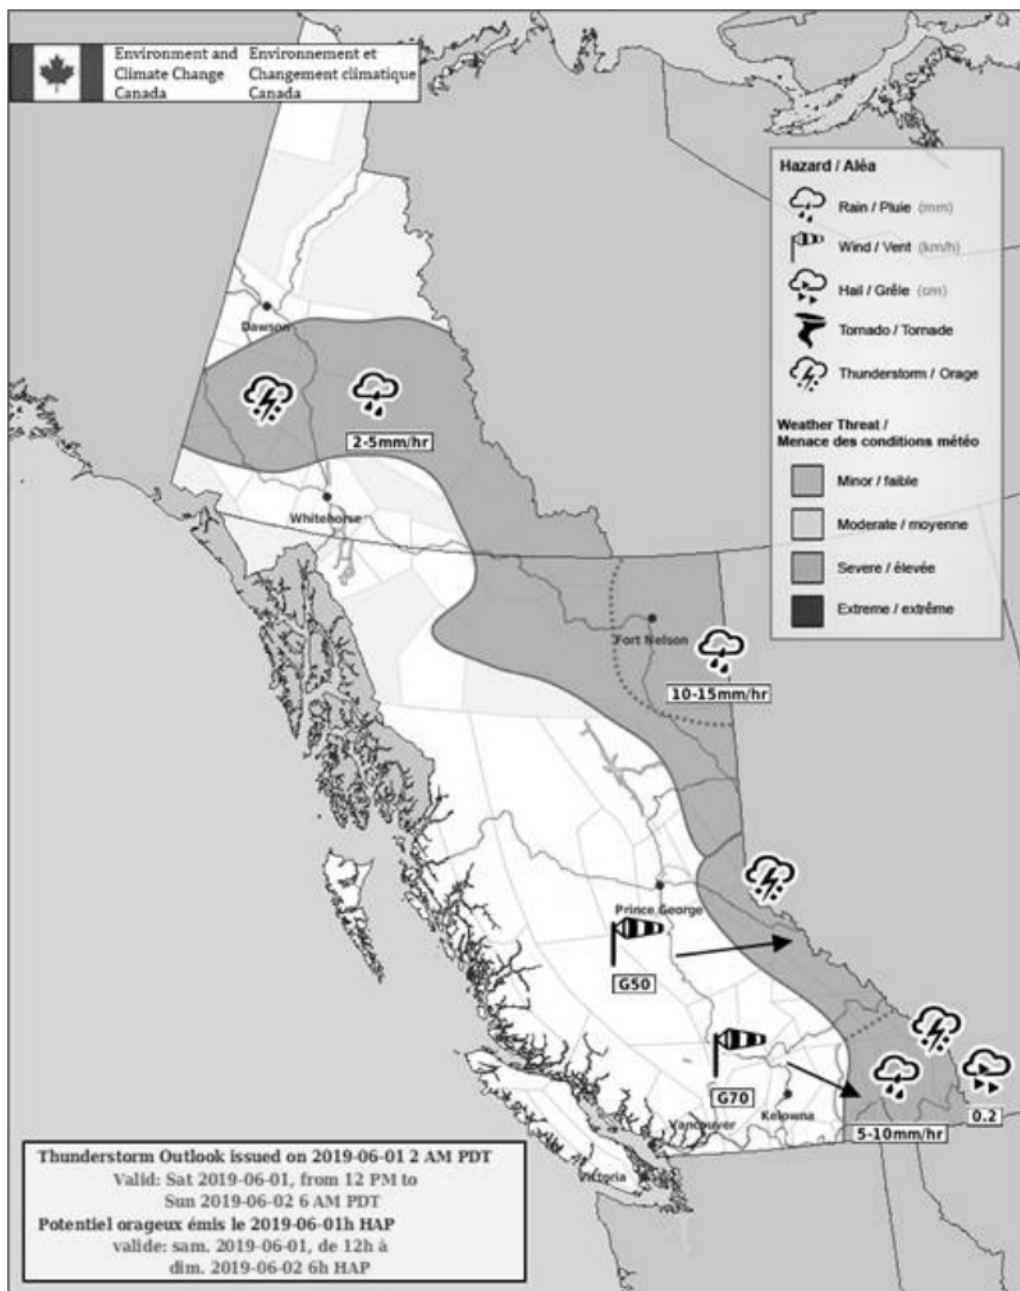 Environment and
Climate Change
Canada
Environnement et
Changement climatique
Canada
Hazard / Aléa
Rain / Pluie (mm)
Wind / Vent (km/h)
Hail / Grêle (cm)
Tornado / Tornade
Thunderstorm / Orage
Weather Threat /
Menace des conditions météo
Minor / faible
Moderate / moyenne
Severe / élevée
Extreme / extrême
Dawson
2-5mm/hr
Whitehorse
Fort Nelson
10-15mm/hr
Prince George
G50
G70
Kelowna
Vancouver
5-10mm/hr
0.2
Victoria
Thunderstorm Outlook issued on 2019-06-01 2 AM PDT
Valid: Sat 2019-06-01, from 12 PM to
Sun 2019-06-02 6 AM PDT
Potentiel orageux émis le 2019-06-01h HAP
valide: sam. 2019-06-01, de 12h à
dim. 2019-06-02 6h HAP